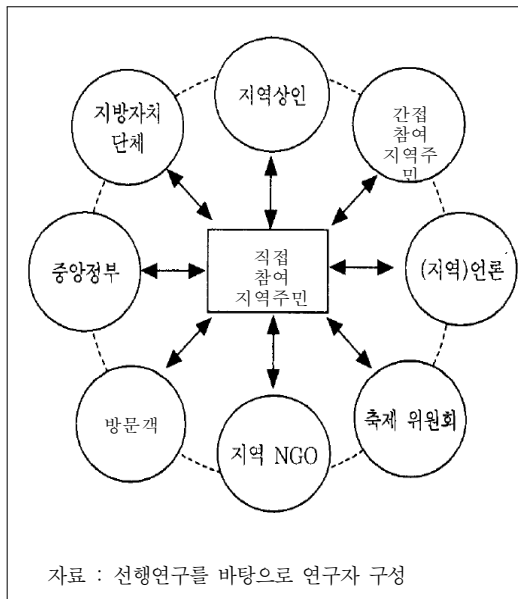 지역상인
지방자치
단체
간접
참여
지역주
민
중앙정부
직접
참여
지역주민
(지역)언론
방문객
지역 NGO
축제 위원회
자료 : 선행연구를 바탕으로 연구자 구성